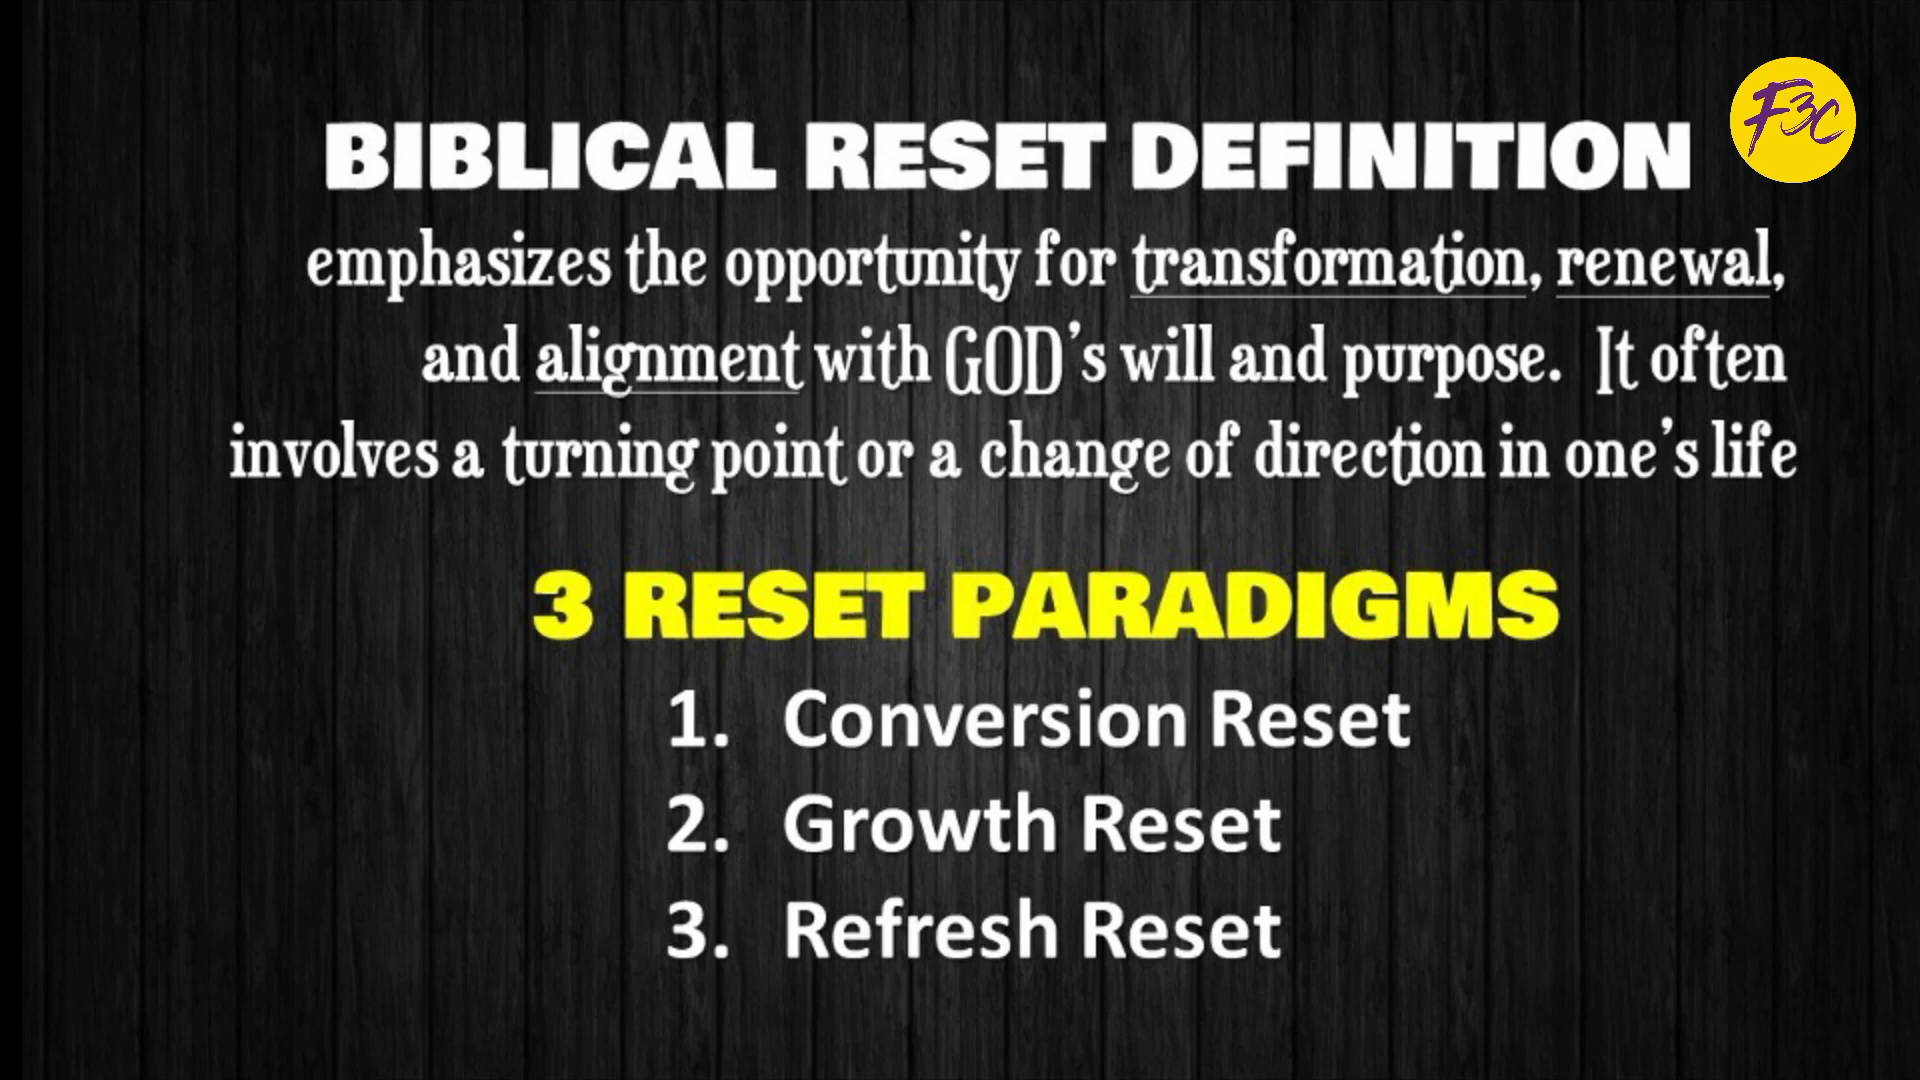 F3C
BIBLICAL RESET DEFINITION
emphasizes the opportunity for transformation, renewal,
and alignment with GOD's will and purpose.  It often
involves a turning point or a change of direction in one's life
3 RESET PARADIGMS
1. Conversion Reset
2. Growth Reset
3. Refresh Reset